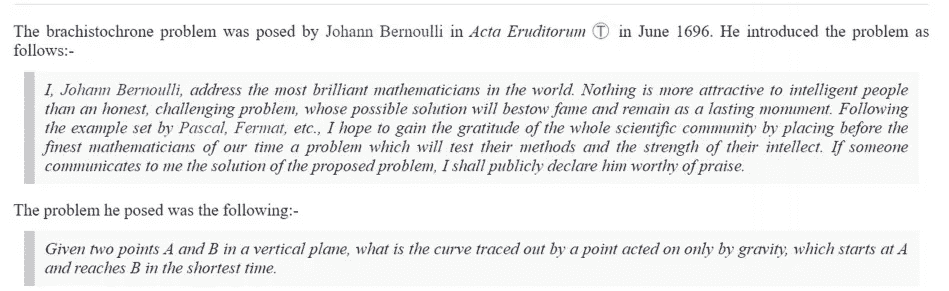 The brachistochrone problem was posed by Johann Bernoulli in Acta Eruditorum Ⓣ in June 1696. He introduced the problem as
follows:-
I, Johann Bernoulli, address the most brilliant mathematicians in the world. Nothing is more attractive to intelligent people
than an honest, challenging problem, whose possible solution will bestow fame and remain as a lasting monument. Following
the example set by Pascal, Fermat, etc., I hope to gain the gratitude of the whole scientific community by placing before the
finest mathematicians of our time a problem which will test their methods and the strength of their intellect. If someone
communicates to me the solution of the proposed problem, I shall publicly declare him worthy of praise.
The problem he posed was the following:-
Given two points A and B in a vertical plane, what is the curve traced out by a point acted on only by gravity, which starts at A
and reaches B in the shortest time.